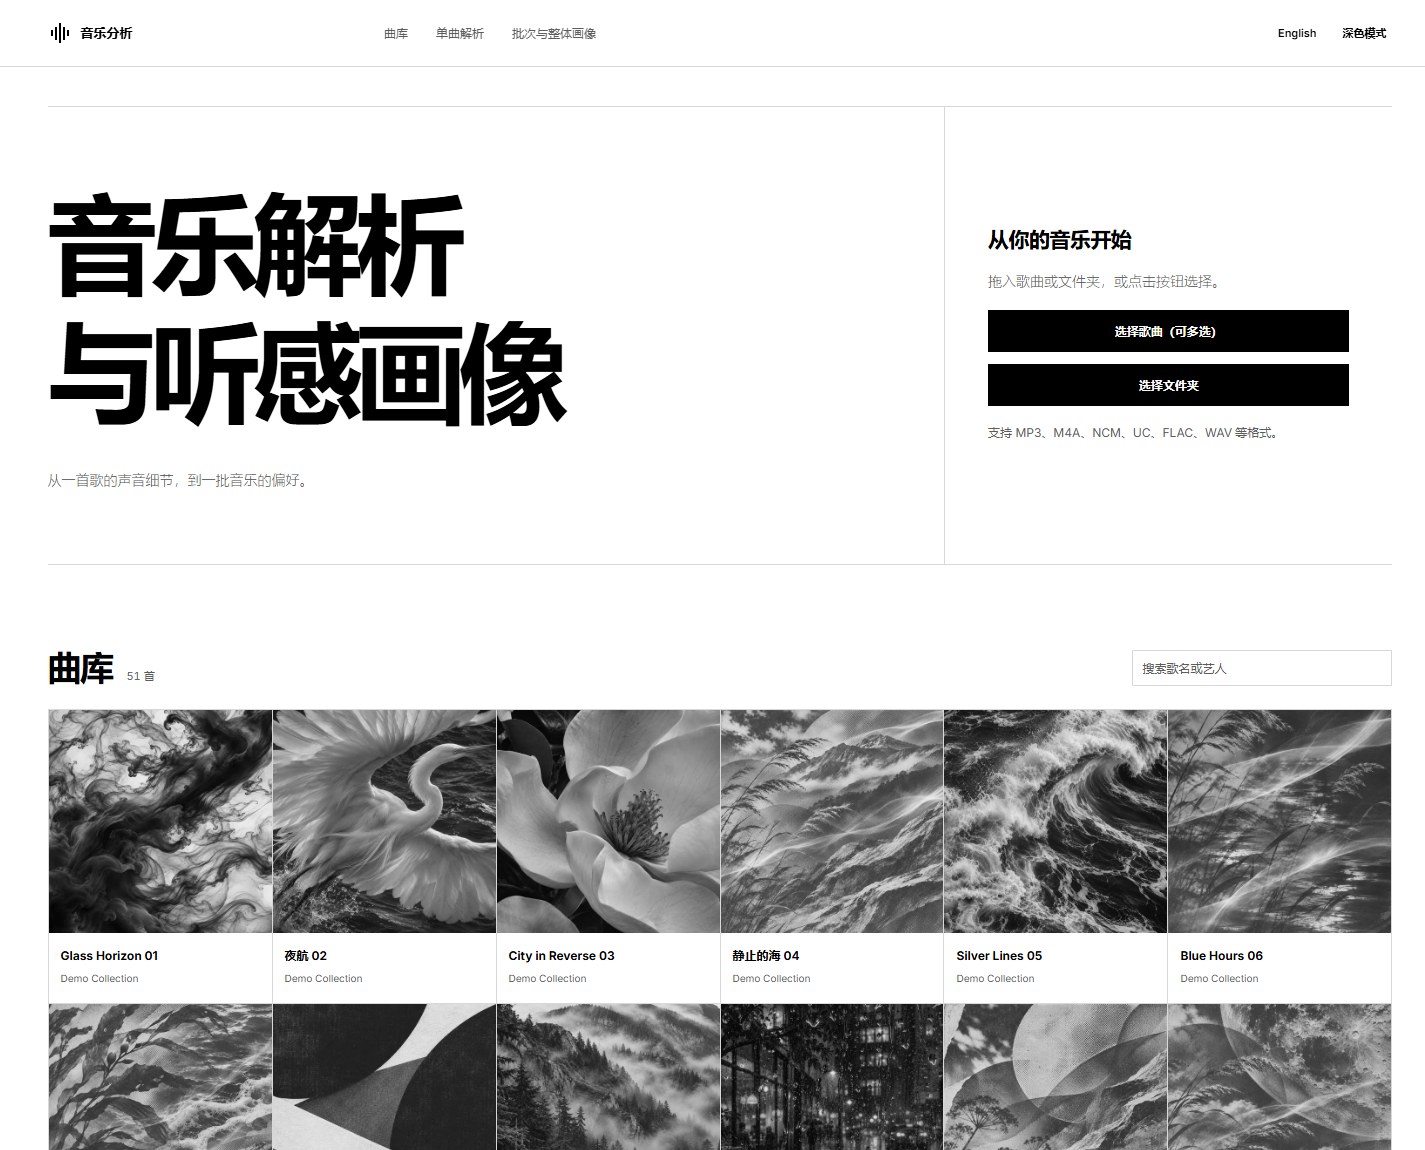 音乐分析
曲库
单曲解析
批次与整体画像
English
深色模式
音乐解析
与听感画像
从一首歌的声音细节，到一批音乐的偏好。
从你的音乐开始
拖入歌曲或文件夹，或点击按钮选择。
选择歌曲（可多选）
选择文件夹
支持 MP3、M4A、NCM、UC、FLAC、WAV 等格式。
曲库
51 首
搜索歌名或艺人
Glass Horizon 01
Demo Collection
夜航 02
Demo Collection
City in Reverse 03
Demo Collection
静止的海 04
Demo Collection
Silver Lines 05
Demo Collection
Blue Hours 06
Demo Collection